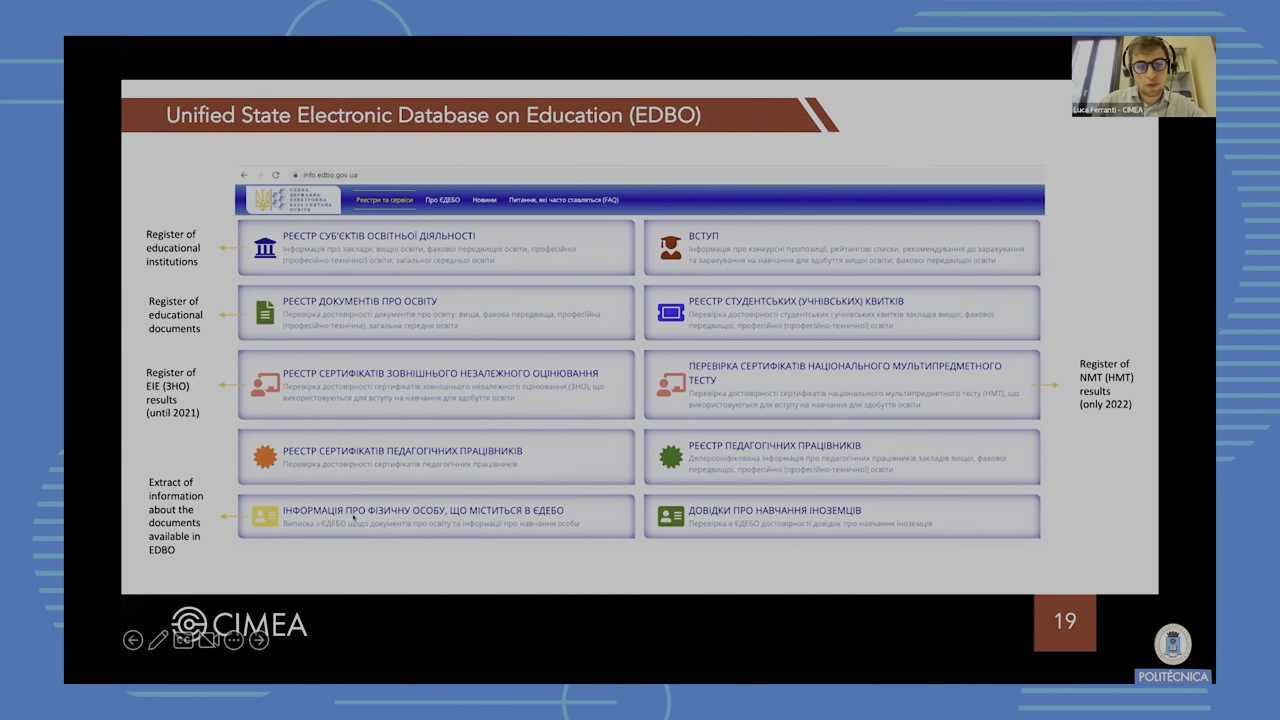 Luca Ferranti - CIMEA
Unified State Electronic Database on Education (EDBO)
info.edbo.gov.ua
ЄДИНА
ДЕРЖАВНА
ЕЛЕКТРОННА
БАЗА З ПИТАНЬ
ОСВІТИ
Реєстри та сервіси
Про ЄДЕБО
Новини
Питання, які часто ставляться (FAQ)
Register of
educational
institutions
РЕЄСТР СУБ'ЄКТІВ ОСВІТНЬОЇ ДІЯЛЬНОСТІ
Інформація про заклади: вищої освіти, фахової передвищої освіти, професійної
(професійно-технічної) освіти, загальної середньої освіти
ВСТУП
Інформація про конкурсні пропозиції, рейтингові списки, рекомендування до зарахування
та зарахування на навчання для здобуття вищої освіти, фахової передвищої освіти
Register of
educational
documents
РЕЄСТР ДОКУМЕНТІВ ПРО ОСВІТУ
Перевірка достовірності документів про освіту: вища, фахова передвища, професійна
(професійно-технічна), загальна середня освіта
РЕЄСТР СТУДЕНТСЬКИХ (УЧНІВСЬКИХ) КВИТКІВ
Перевірка достовірності студентських і учнівських квитків закладів вищої, фахової
передвищої, професійної (професійно-технічної) освіти
Register of
EIE (ЗНО)
results
(until 2021)
РЕЄСТР СЕРТИФІКАТІВ ЗОВНІШНЬОГО НЕЗАЛЕЖНОГО ОЦІНЮВАННЯ
Перевірка достовірності сертифікатів зовнішнього незалежного оцінювання (ЗНО), що
використовуються для вступу на навчання для здобуття освіти
ПЕРЕВІРКА СЕРТИФІКАТІВ НАЦІОНАЛЬНОГО МУЛЬТИПРЕДМЕТНОГО
ТЕСТУ
Перевірка достовірності сертифікатів національного мультипредметного тесту (НМТ), що
використовуються для вступу на навчання для здобуття освіти
Register of
NMT (НМТ)
results
(only 2022)
РЕЄСТР СЕРТИФІКАТІВ ПЕДАГОГІЧНИХ ПРАЦІВНИКІВ
Перевірка достовірності сертифікатів педагогічних працівників
РЕЄСТР ПЕДАГОГІЧНИХ ПРАЦІВНИКІВ
Деперсоніфікована інформація про педагогічних працівників закладів вищої, фахової
передвищої, професійної (професійно-технічної) освіти
Extract of
information
about the
documents
available in
EDBO
ІНФОРМАЦІЯ ПРО ФІЗИЧНУ ОСОБУ, ЩО МІСТИТЬСЯ В ЄДЕБО
Виписка з ЄДЕБО щодо документів про освіту та інформації про навчання особи
ДОВІДКИ ПРО НАВЧАННЯ ІНОЗЕМЦІВ
Перевірка в ЄДЕБО достовірності довідок про навчання іноземців
CIMEA
19
POLITÉCNICA